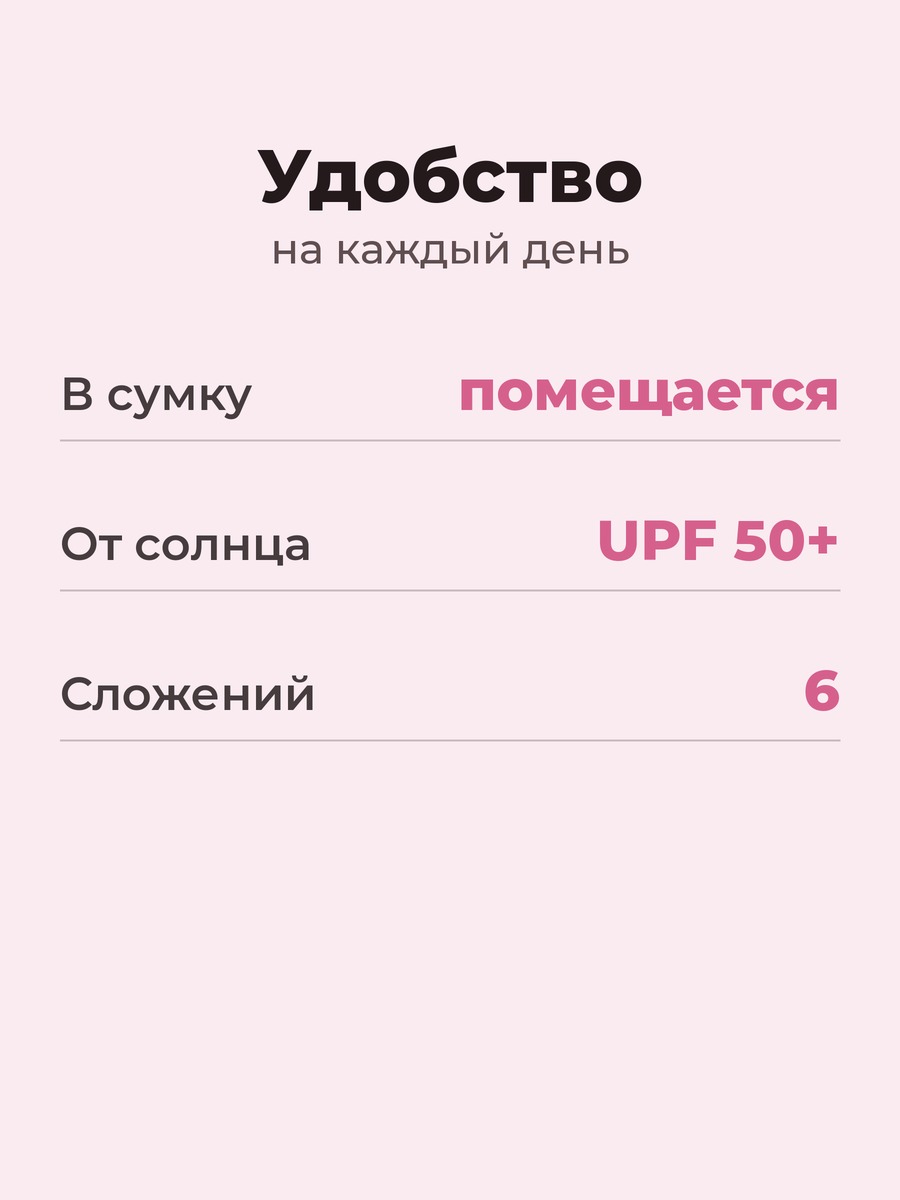 Удобство
на каждый день
В сумку помещается
От солнца UPF 50+
Сложений 6